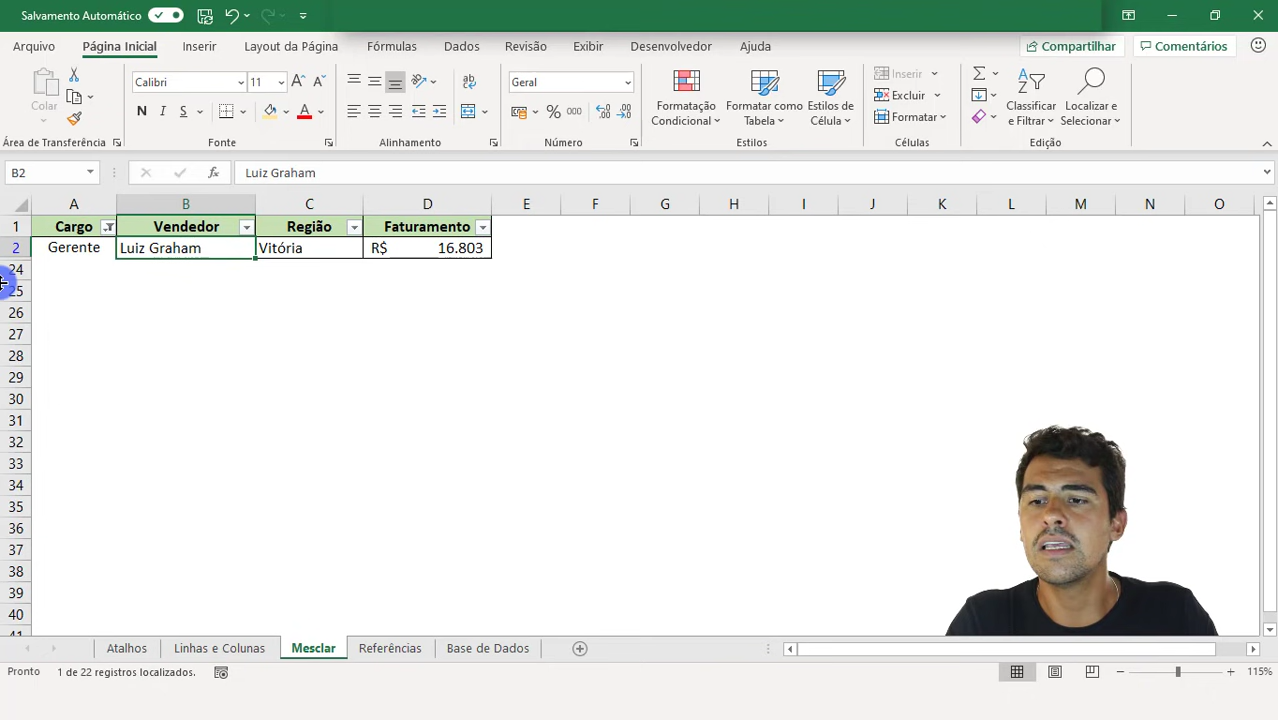 Salvamento Automático
Arquivo Página Inicial Inserir Layout da Página Fórmulas Dados Revisão Exibir Desenvolvedor Ajuda Compartilhar Comentários
Colar
Calibri 11
N I S
ab
Geral
% 000
Formatação Condicional
Formatar como Tabela
Estilos de Célula
Inserir
Excluir
Formatar
Classificar e Filtrar
Localizar e Selecionar
Área de Transferência Fonte Alinhamento Número Estilos Células Edição
B2 fx Luiz Graham
A B C D E F G H I J K L M N O
1 Cargo Vendedor Região Faturamento
2 Gerente Luiz Graham Vitória R$ 16.803
24
25
26
27
28
29
30
31
32
33
34
35
36
37
38
39
40
41
Atalhos Linhas e Colunas Mesclar Referências Base de Dados
Pronto 1 de 22 registros localizados. 115%